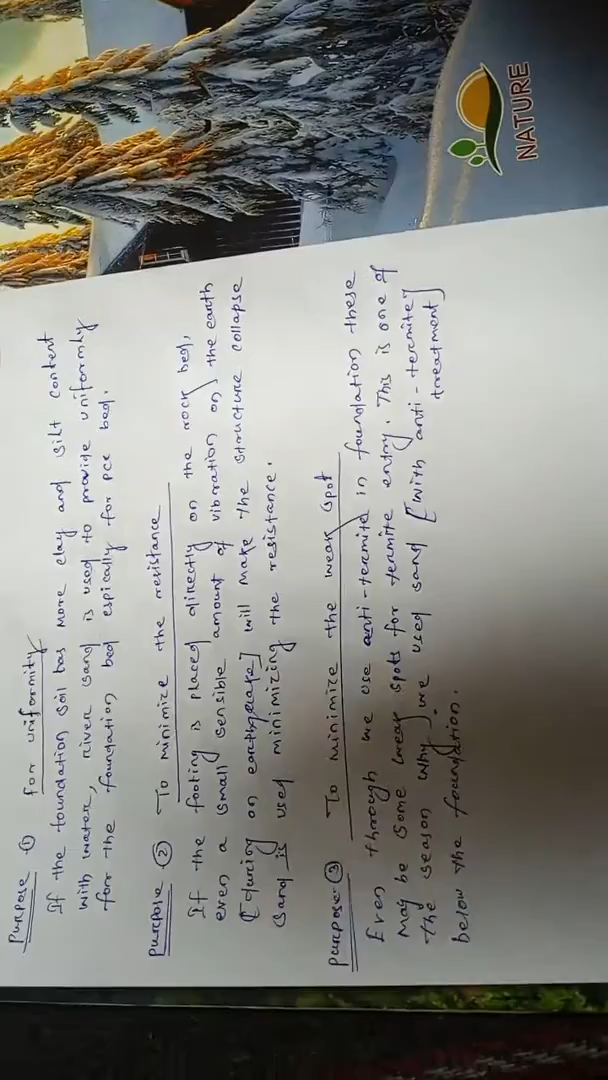 Purpose ① For uniformity
If the foundation soil has more clay and silt content
with water, river sand is used to provide uniformly
for the foundation bed espically for pcc bed.
Purpose ② To minimize the resistance
If the footing is placed directly on the rock bed,
even a small sensible amount of vibration on the earth
[during on earthquake] will make the structure collapse
Sand is used minimizing the resistance.
Purpose-③ To minimize the weak spot
Even through we use anti-termite in foundation these
may be some weak spots for termite entry. This is one of
the season why we used sand [with anti-termite
treatment]
below the foundation.
NATURE